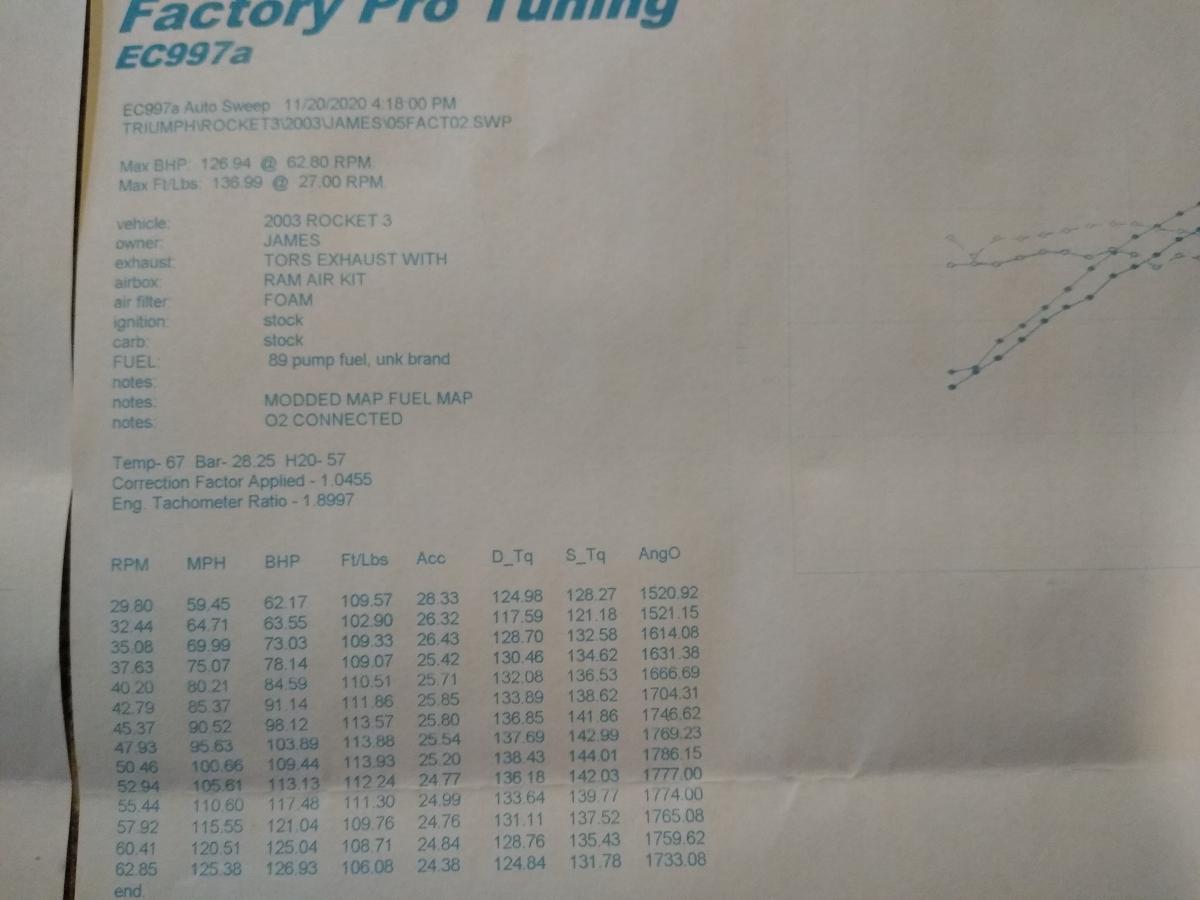 Factory Pro Tuning
EC997a
EC997a Auto Sweep 11/20/2020 4:18:00 PM
TRIUMPH\ROCKET3\2003\JAMES\05FACT02.SWP
Max BHP: 126.94 @ 62.80 RPM.
Max Ft/Lbs: 136.99 @ 27.00 RPM.
vehicle: 2003 ROCKET 3
owner: JAMES
exhaust: TORS EXHAUST WITH
airbox: RAM AIR KIT
air filter: FOAM
ignition: stock
carb: stock
FUEL: 89 pump fuel, unk brand
notes:
notes: MODDED MAP FUEL MAP
notes: O2 CONNECTED
Temp- 67 Bar- 28.25 H20- 57
Correction Factor Applied - 1.0455
Eng. Tachometer Ratio - 1.8997
RPM MPH BHP Ft/Lbs Acc D_Tq S_Tq AngO
29.80 59.45 62.17 109.57 28.33 124.98 128.27 1520.92
32.44 64.71 63.55 102.90 26.32 117.59 121.18 1521.15
35.08 69.99 73.03 109.33 26.43 128.70 132.58 1614.08
37.63 75.07 78.14 109.07 25.42 130.46 134.62 1631.38
40.20 80.21 84.59 110.51 25.71 132.08 136.53 1666.69
42.79 85.37 91.14 111.86 25.85 133.89 138.62 1704.31
45.37 90.52 98.12 113.57 25.80 136.85 141.86 1746.62
47.93 95.63 103.89 113.88 25.54 137.69 142.99 1769.23
50.46 100.66 109.44 113.93 25.20 138.43 144.01 1786.15
52.94 105.61 113.13 112.24 24.77 136.18 142.03 1777.00
55.44 110.60 117.48 111.30 24.99 133.64 139.77 1774.00
57.92 115.55 121.04 109.76 24.76 131.11 137.52 1765.08
60.41 120.51 125.04 108.71 24.84 128.76 135.43 1759.62
62.85 125.38 126.93 106.08 24.38 124.84 131.78 1733.08
end.